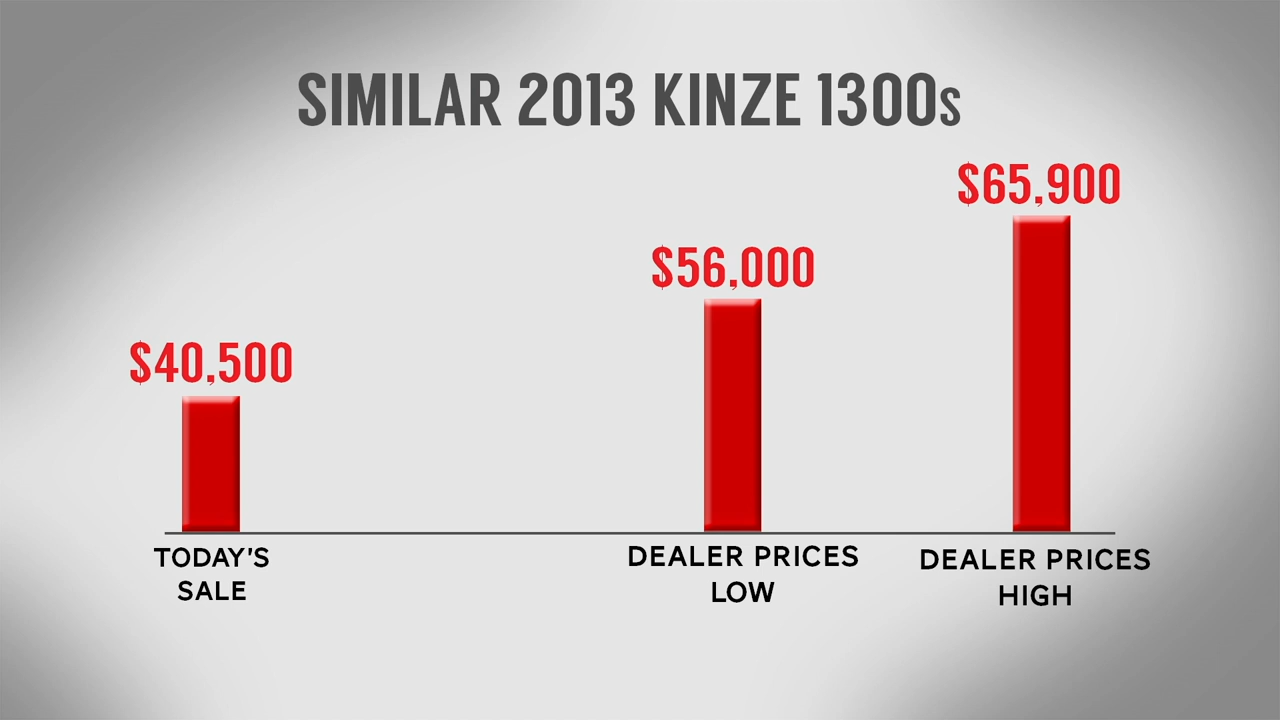 SIMILAR 2013 KINZE 1300s
$40,500
$56,000
$65,900
TODAY'S
SALE
DEALER PRICES
LOW
DEALER PRICES
HIGH